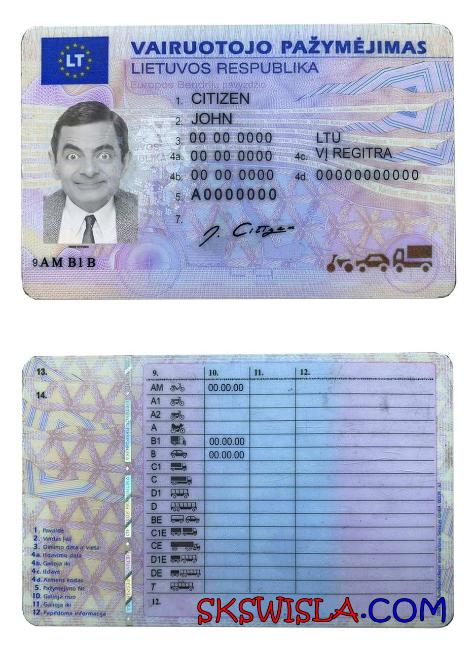 LT
VAIRUOTOJO PAŽYMĖJIMAS
LIETUVOS RESPUBLIKA
Europos Bendrijų pavyzdžio
1. CITIZEN
2. JOHN
3. 00 00 0000 LTU
4a. 00 00 0000 4c. VĮ REGITRA
4b. 00 00 0000 4d. 00000000000
5. A0000000
7.
J. Citizen
9. AM B1 B
13.
14.
9. 10. 11. 12.
AM 00.00.00
A1
A2
A
B1 00.00.00
B 00.00.00
C1
C
D1
D
BE
C1E
CE
D1E
DE
T
12.
1. Pavardė
2. Vardas (ai)
3. Gimimo data ir vieta
4a. Išdavimo data
4b. Galioja iki
4c. Išdavė
4d. Asmens kodas
5. Pažymėjimo Nr.
10. Galioja nuo
11. Galioja iki
12. Papildoma informacija
SKSWISLA.COM